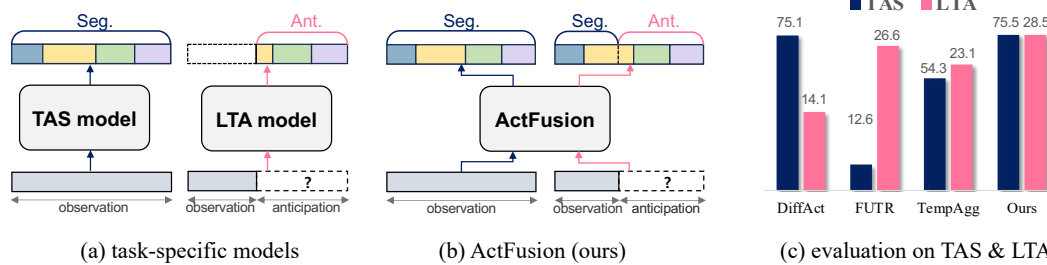 Seg.
Ant.
TAS model
LTA model
?
observation
observation
anticipation
(a) task-specific models
Seg.
Seg.
Ant.
ActFusion
?
observation
observation
anticipation
(b) ActFusion (ours)
TAS LTA
75.1
14.1
12.6
26.6
54.3
23.1
75.5 28.5
DiffAct FUTR TempAgg Ours
(c) evaluation on TAS & LTA